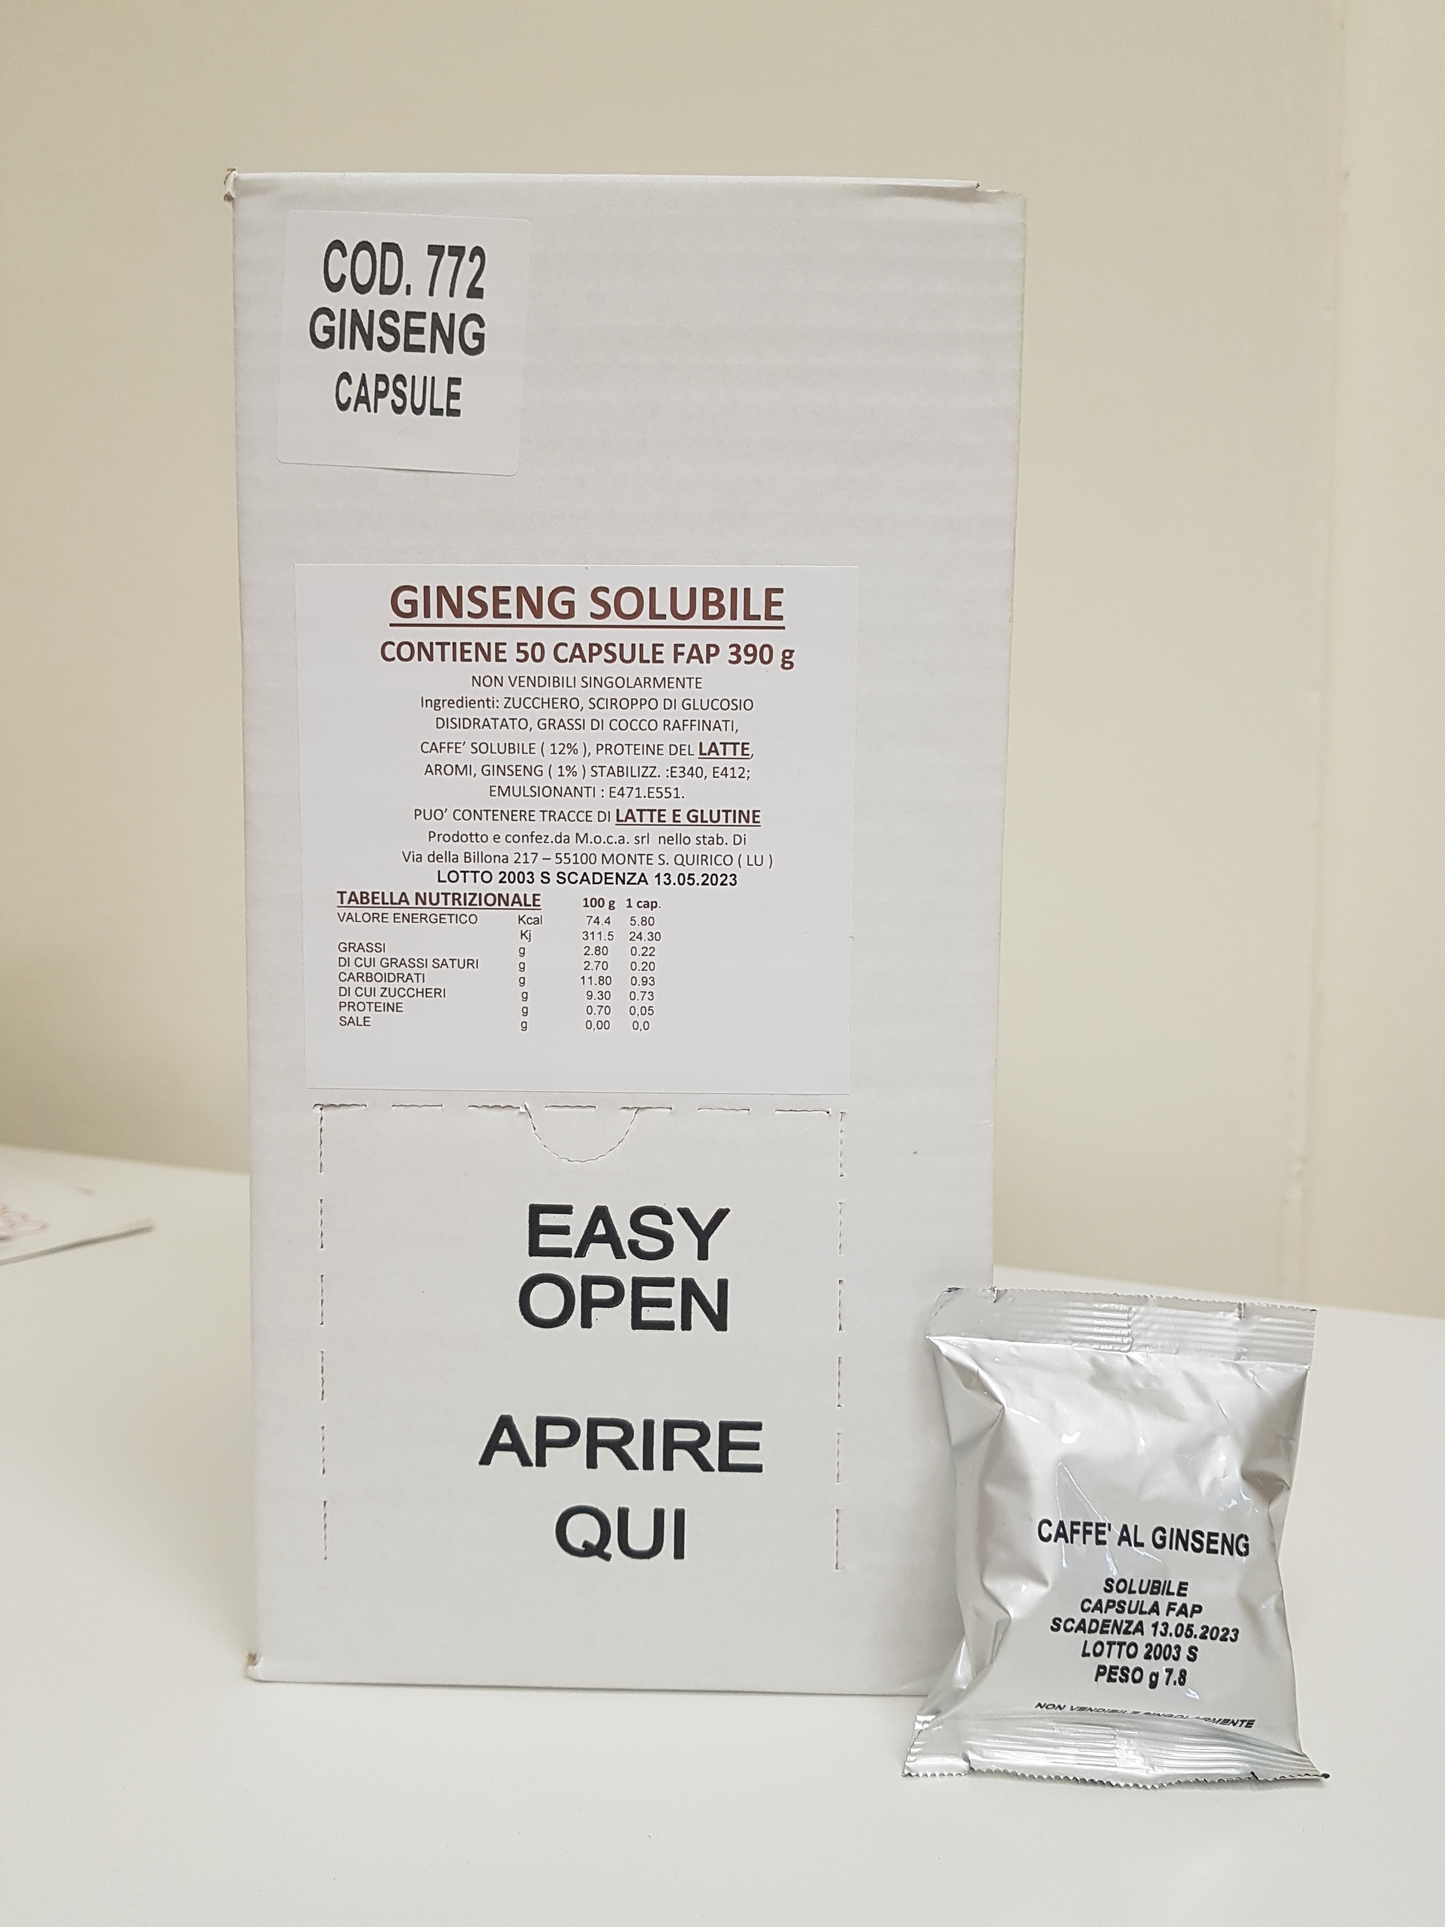 COD. 772
GINSENG
CAPSULE
GINSENG SOLUBILE
CONTIENE 50 CAPSULE FAP 390 g
NON VENDIBILI SINGOLARMENTE
Ingredienti: ZUCCHERO, SCIROPPO DI GLUCOSIO
DISIDRATATO, GRASSI DI COCCO RAFFINATI,
CAFFE' SOLUBILE ( 12% ), PROTEINE DEL LATTE,
AROMI, GINSENG ( 1% ) STABILIZZ. :E340, E412;
EMULSIONANTI : E471.E551.
PUO' CONTENERE TRACCE DI LATTE E GLUTINE
Prodotto e confez.da M.o.c.a. srl nello stab. Di
Via della Billona 217 – 55100 MONTE S. QUIRICO ( LU )
LOTTO 2003 S SCADENZA 13.05.2023
TABELLA NUTRIZIONALE 100 g 1 cap.
VALORE ENERGETICO Kcal 74.4 5.80
Kj 311.5 24.30
GRASSI g 2.80 0.22
DI CUI GRASSI SATURI g 2.70 0.20
CARBOIDRATI g 11.80 0.93
DI CUI ZUCCHERI g 9.30 0.73
PROTEINE g 0.70 0,05
SALE g 0,00 0,0
EASY
OPEN
APRIRE
QUI
CAFFE' AL GINSENG
SOLUBILE
CAPSULA FAP
SCADENZA 13.05.2023
LOTTO 2003 S
PESO g 7.8
NON VENDIBILE SINGOLARMENTE